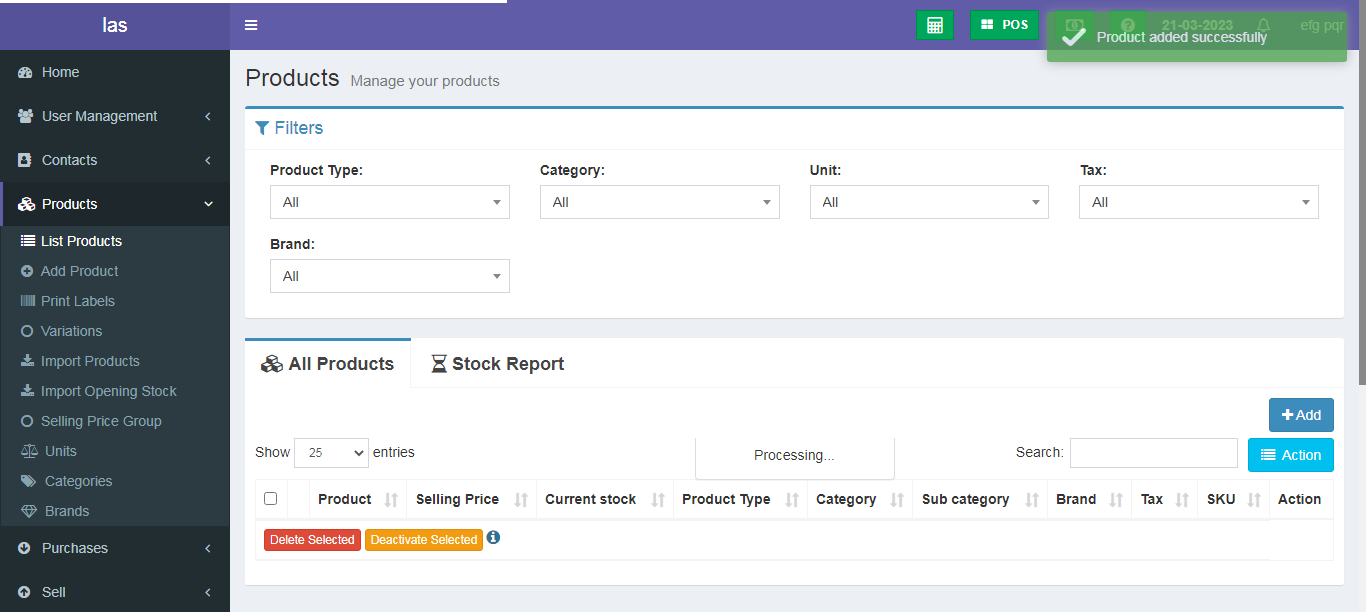 las
POS
21-03-2023
efg pqr
Product added successfully
Home
User Management
Contacts
Products
List Products
Add Product
Print Labels
Variations
Import Products
Import Opening Stock
Selling Price Group
Units
Categories
Brands
Purchases
Sell
Products Manage your products
Filters
Product Type: Category: Unit: Tax:
All All All All
Brand:
All
All Products Stock Report
Add
Show 25 entries Processing... Search: Action
Product Selling Price Current stock Product Type Category Sub category Brand Tax SKU Action
Delete Selected Deactivate Selected